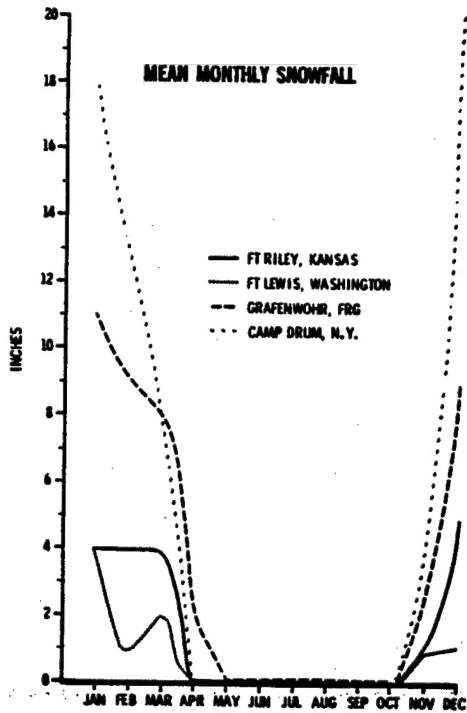 MEAN MONTHLY SNOWFALL
20
18
16
14
12
10
8
6
4
2
0
INCHES
FT RILEY, KANSAS
FT LEWIS, WASHINGTON
GRAFENWOHR, FRG
CAMP DRUM, N.Y.
JAN FEB MAR APR MAY JUN JUL AUG SEP OCT NOV DEC